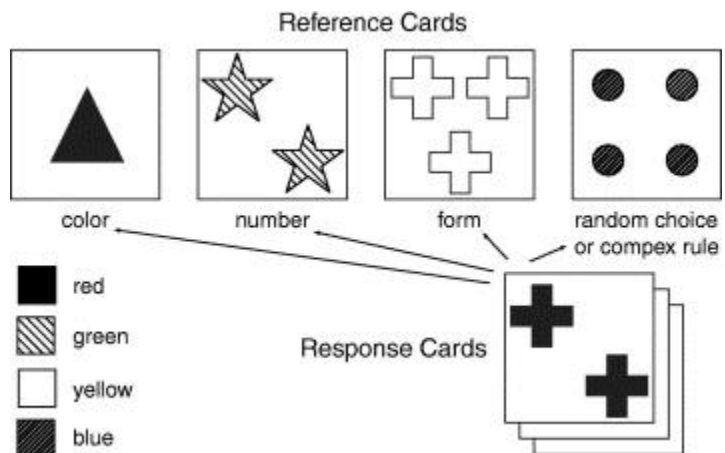 Reference Cards
color
number
form
random choice
or compex rule
red
green
yellow
blue
Response Cards